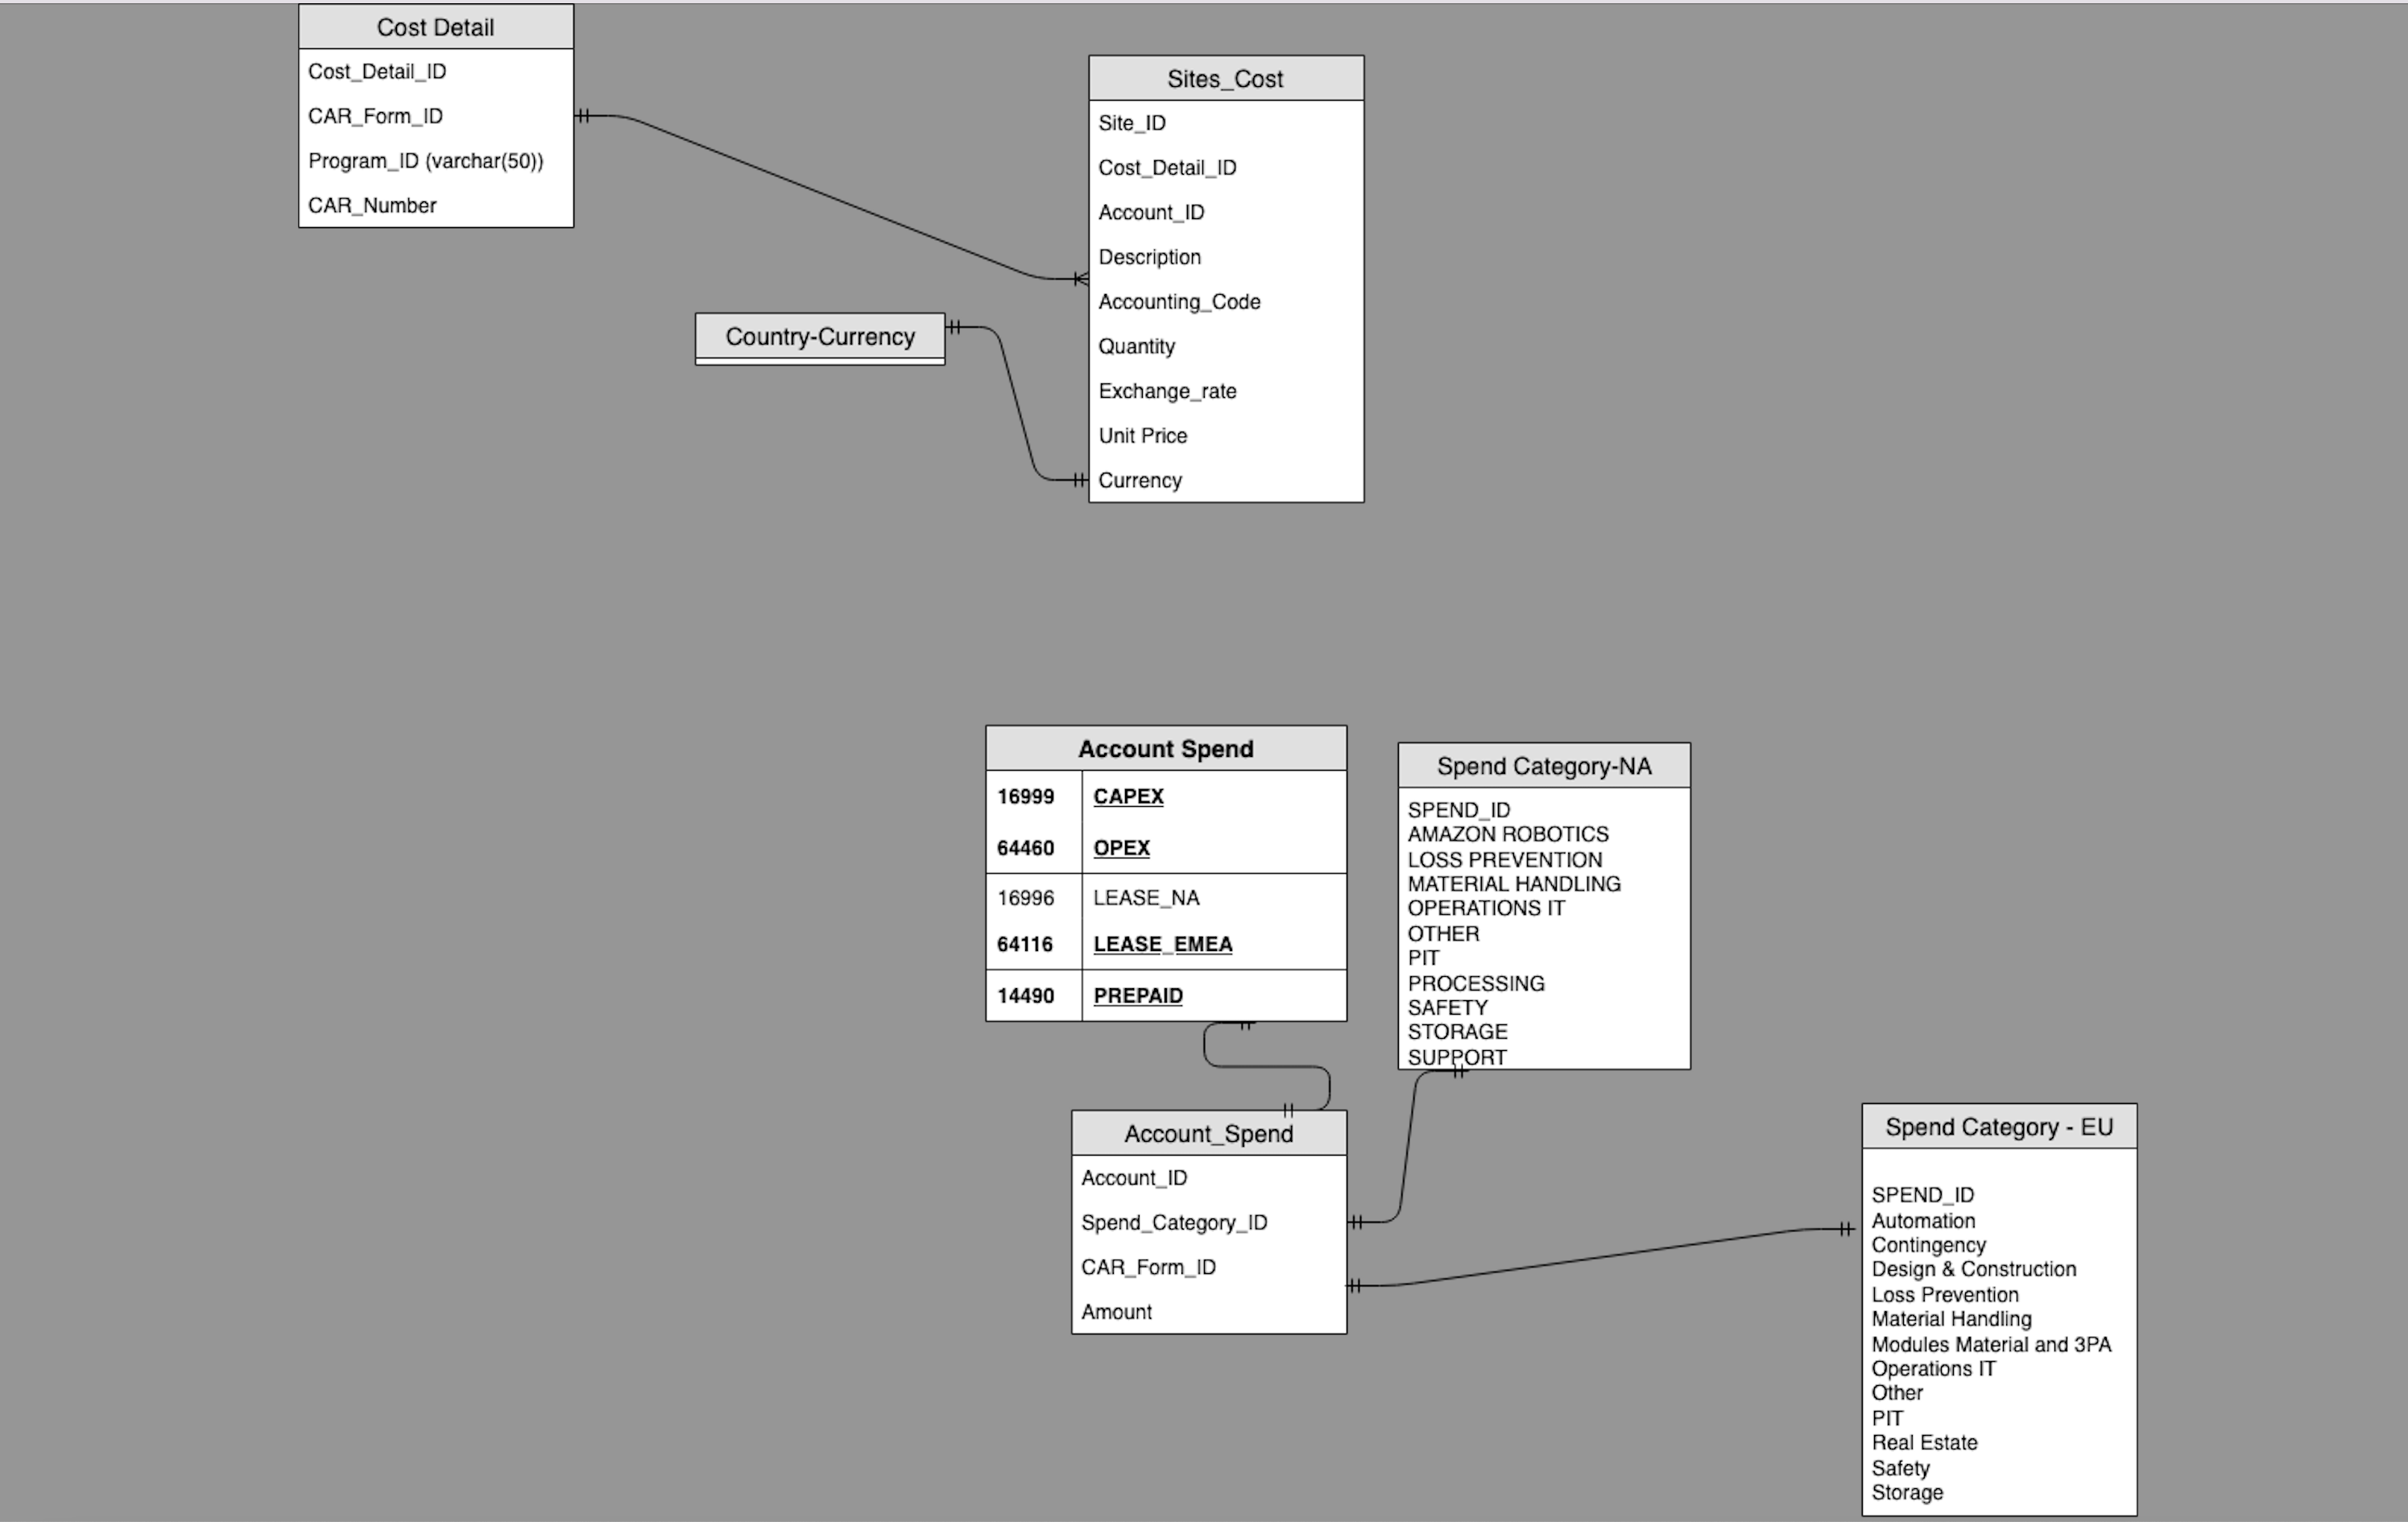 Cost Detail
Cost_Detail_ID
CAR_Form_ID
Program_ID (varchar(50))
CAR_Number
Sites_Cost
Site_ID
Cost_Detail_ID
Account_ID
Description
Accounting_Code
Quantity
Exchange_rate
Unit Price
Currency
Country-Currency
Account Spend
16999 CAPEX
64460 OPEX
16996 LEASE_NA
64116 LEASE_EMEA
14490 PREPAID
Spend Category-NA
SPEND_ID
AMAZON ROBOTICS
LOSS PREVENTION
MATERIAL HANDLING
OPERATIONS IT
OTHER
PIT
PROCESSING
SAFETY
STORAGE
SUPPORT
Account_Spend
Account_ID
Spend_Category_ID
CAR_Form_ID
Amount
Spend Category - EU
SPEND_ID
Automation
Contingency
Design & Construction
Loss Prevention
Material Handling
Modules Material and 3PA
Operations IT
Other
PIT
Real Estate
Safety
Storage